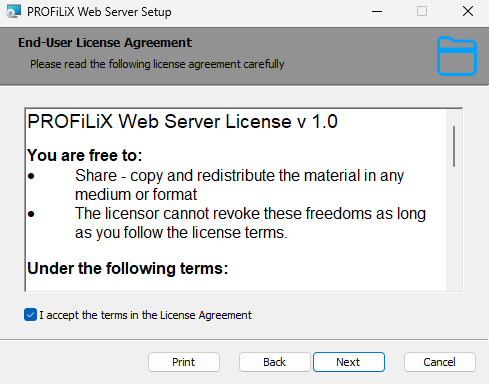 PROFiLiX Web Server Setup
End-User License Agreement
Please read the following license agreement carefully
PROFiLiX Web Server License v 1.0
You are free to:
• Share - copy and redistribute the material in any
medium or format
• The licensor cannot revoke these freedoms as long
as you follow the license terms.
Under the following terms:
I accept the terms in the License Agreement
Print Back Next Cancel